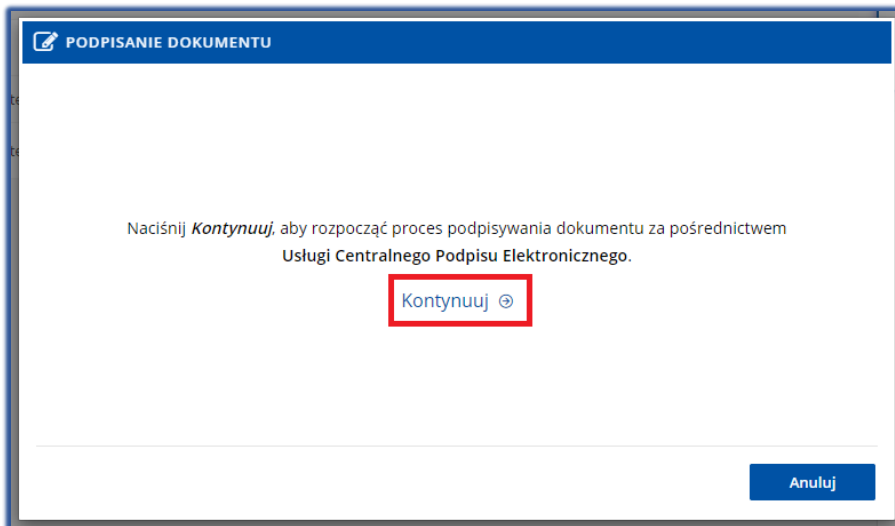 PODPISANIE DOKUMENTU
Naciśnij Kontynuuj, aby rozpocząć proces podpisywania dokumentu za pośrednictwem
Usługi Centralnego Podpisu Elektronicznego.
Kontynuuj
Anuluj